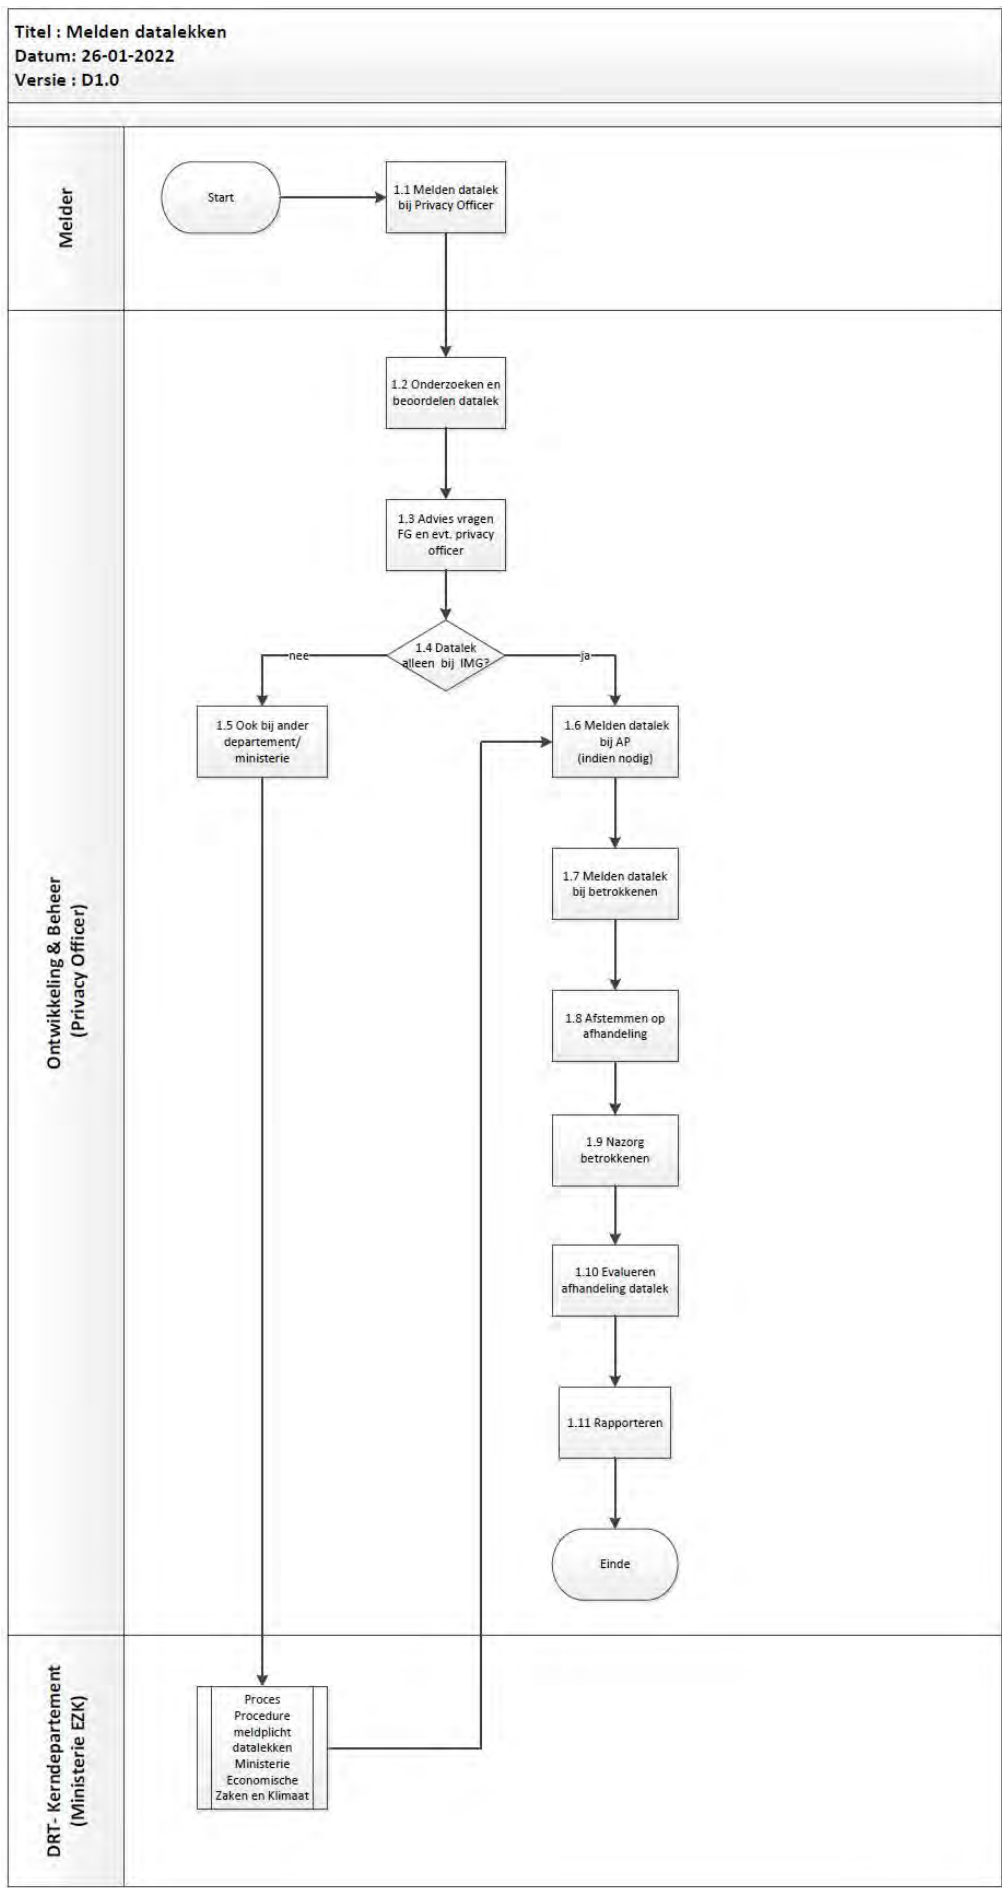 Titel : Melden datalekken
Datum: 26-01-2022
Versie : D1.0
Melder
Start
1.1 Melden datalek
bij Privacy Officer
Ontwikkeling & Beheer
(Privacy Officer)
1.2 Onderzoeken en
beoordelen datalek
1.3 Advies vragen
FG en evt. privacy
officer
1.4 Datalek
alleen bij IMG?
nee
ja
1.5 Ook bij ander
departement/
ministerie
1.6 Melden datalek
bij AP
(indien nodig)
1.7 Melden datalek
bij betrokkenen
1.8 Afstemmen op
afhandeling
1.9 Nazorg
betrokkenen
1.10 Evalueren
afhandeling datalek
1.11 Rapporteren
Einde
DRT- Kerndepartement
(Ministerie EZK)
Proces
Procedure
meldplicht
datalekken
Ministerie
Economische
Zaken en Klimaat